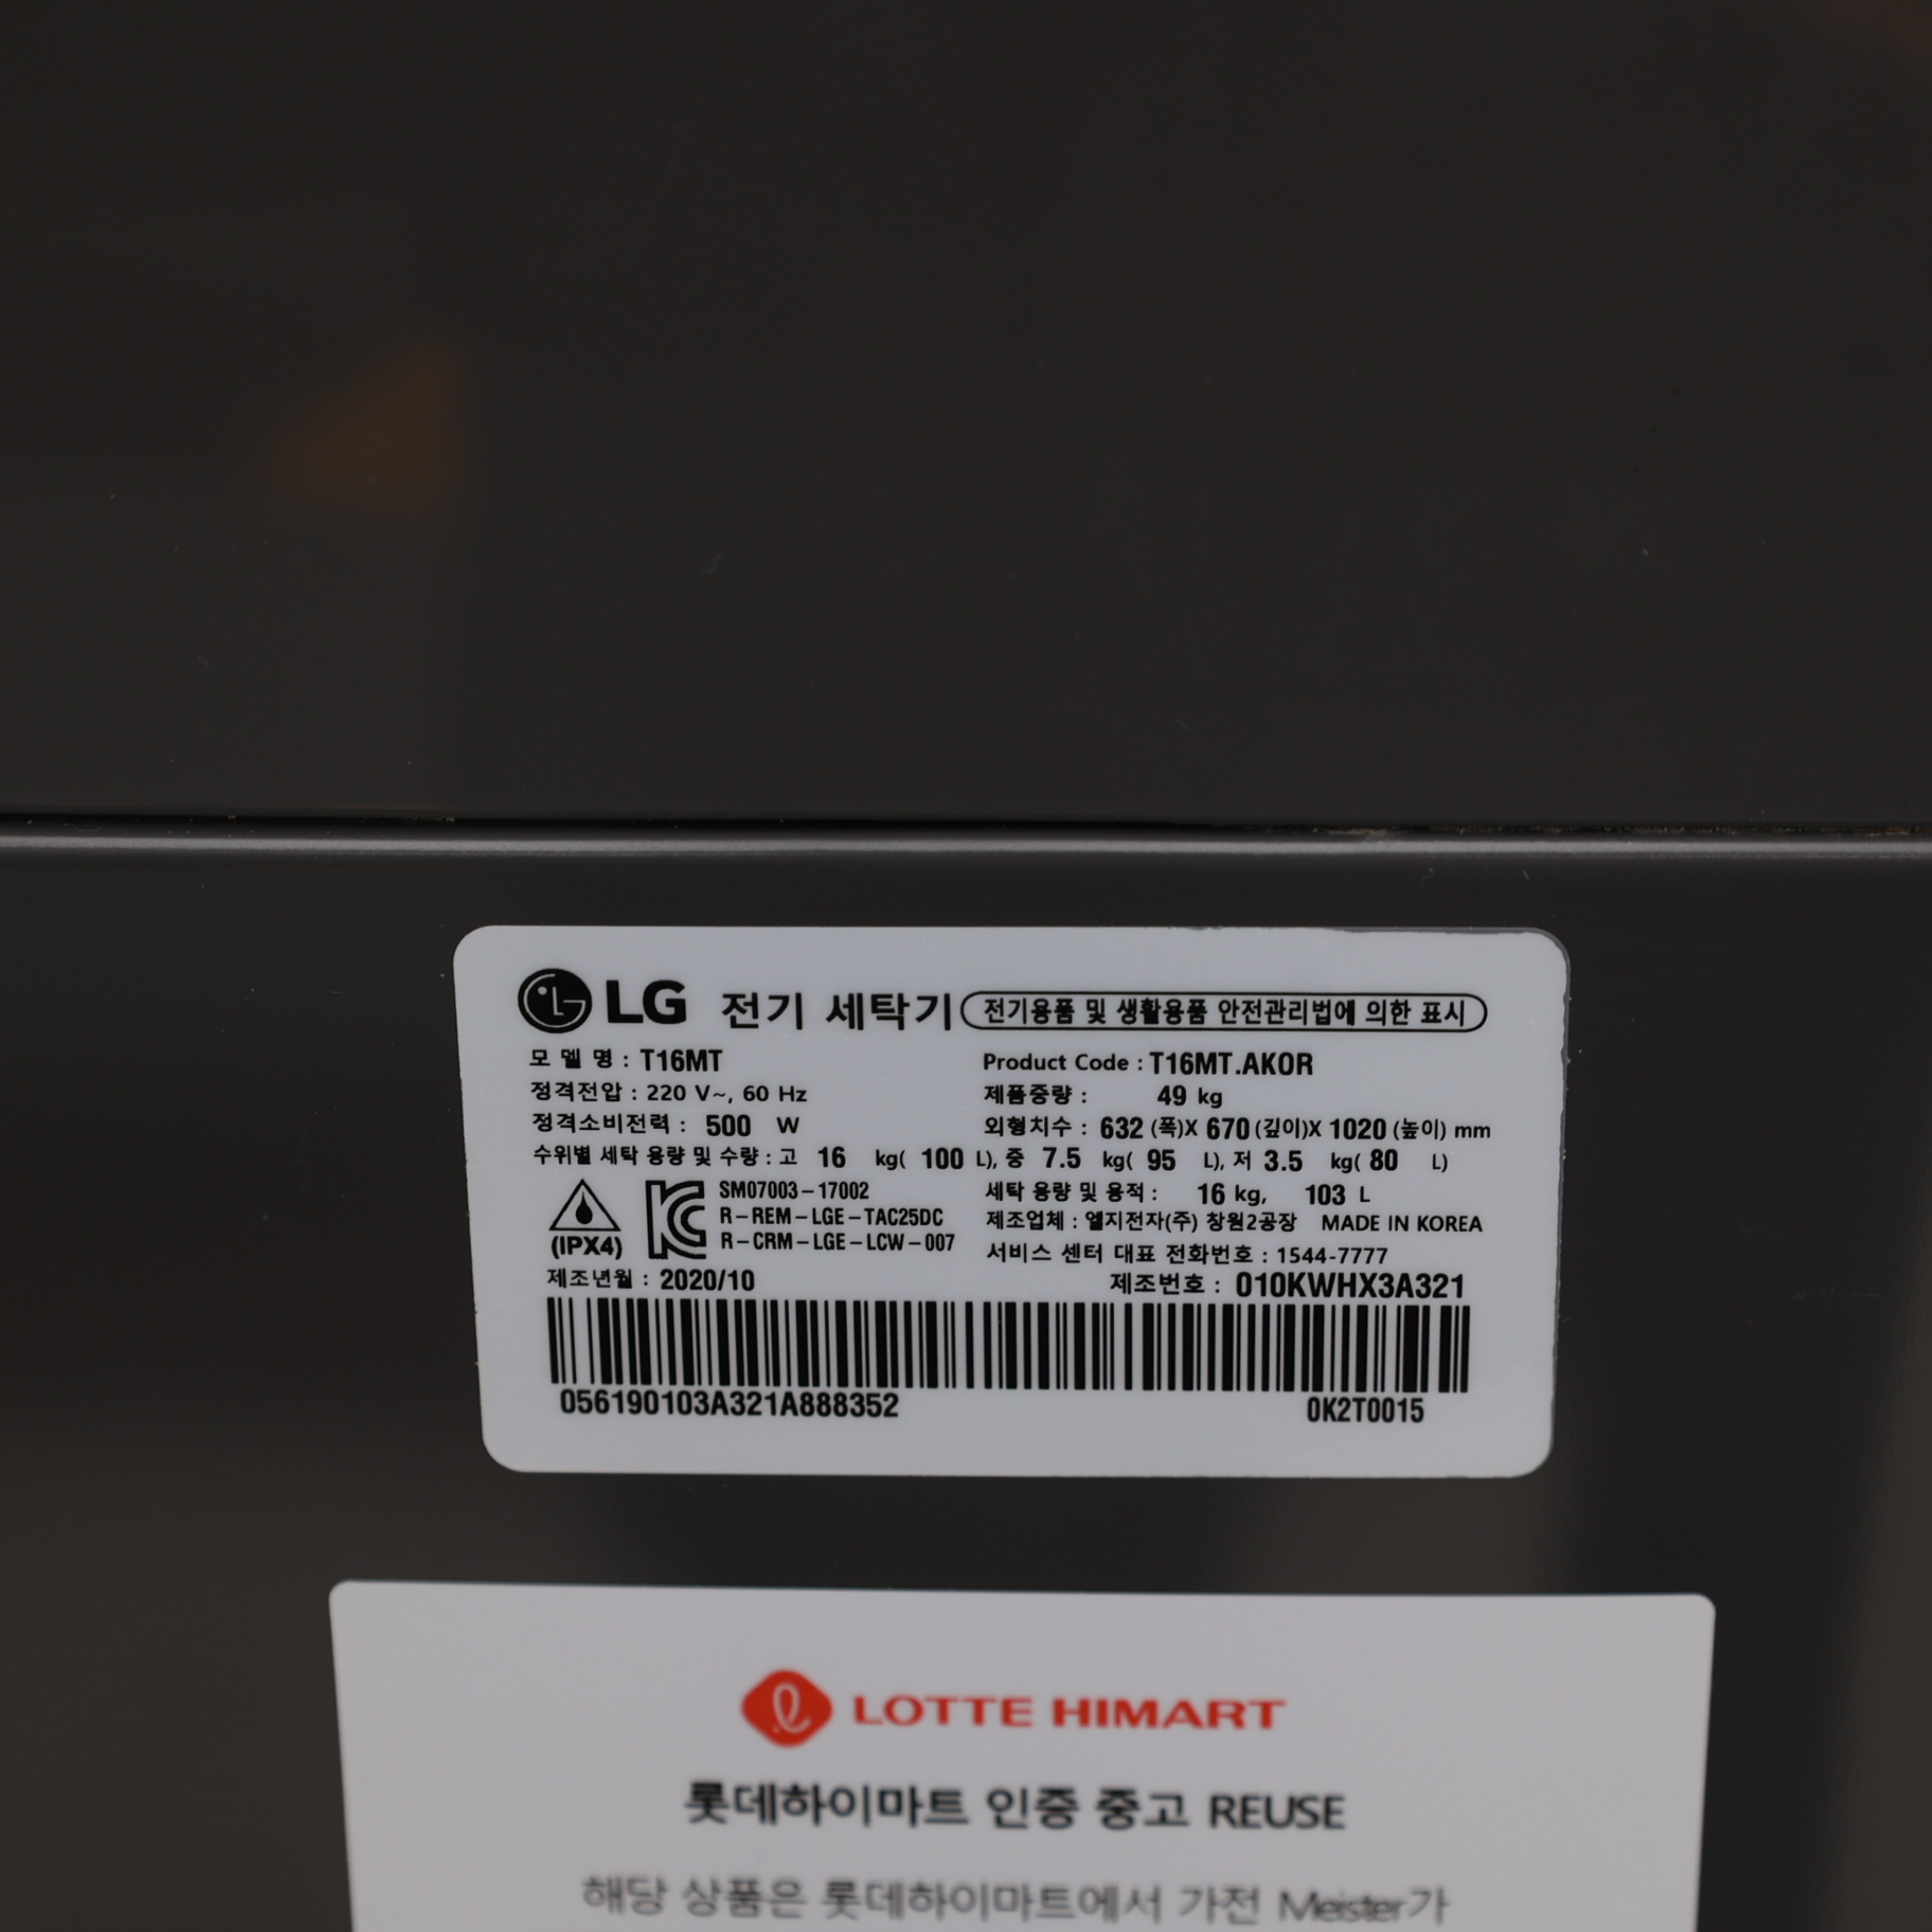 LG 전기 세탁기 전기용품 및 생활용품 안전관리법에 의한 표시
모 델 명 : T16MT Product Code : T16MT.AKOR
정격전압 : 220 V~, 60 Hz 제품중량 : 49 kg
정격소비전력 : 500 W 외형치수 : 632 (폭)X 670 (깊이)X 1020 (높이) mm
수위별 세탁 용량 및 수량 : 고 16 kg( 100 L), 중 7.5 kg( 95 L), 저 3.5 kg( 80 L)
SM07003-17002 세탁 용량 및 용적 : 16 kg, 103 L
R-REM-LGE-TAC25DC 제조업체 : 엘지전자(주) 창원2공장 MADE IN KOREA
(IPX4) R-CRM-LGE-LCW-007 서비스 센터 대표 전화번호 : 1544-7777
제조년월 : 2020/10 제조번호 : 010KWHX3A321
056190103A321A888352 0K2T0015
LOTTE HIMART
롯데하이마트 인증 중고 REUSE
해당 상품은 롯데하이마트에서 가전 Meister가